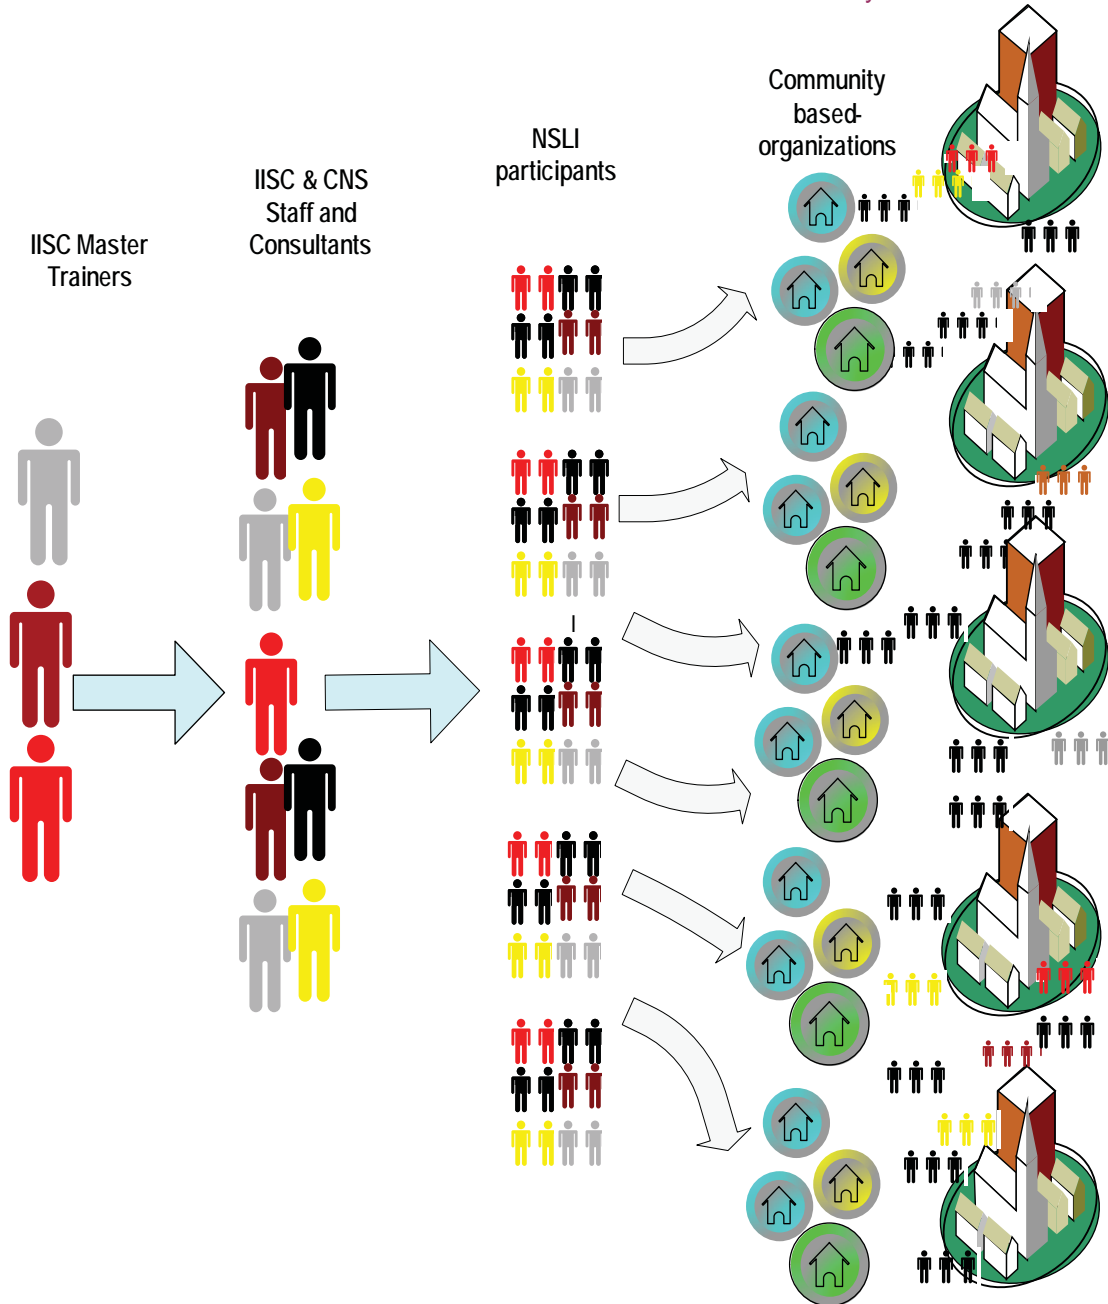 Community
based-
organizations
NSLI
participants
IISC & CNS
Staff and
Consultants
IISC Master
Trainers